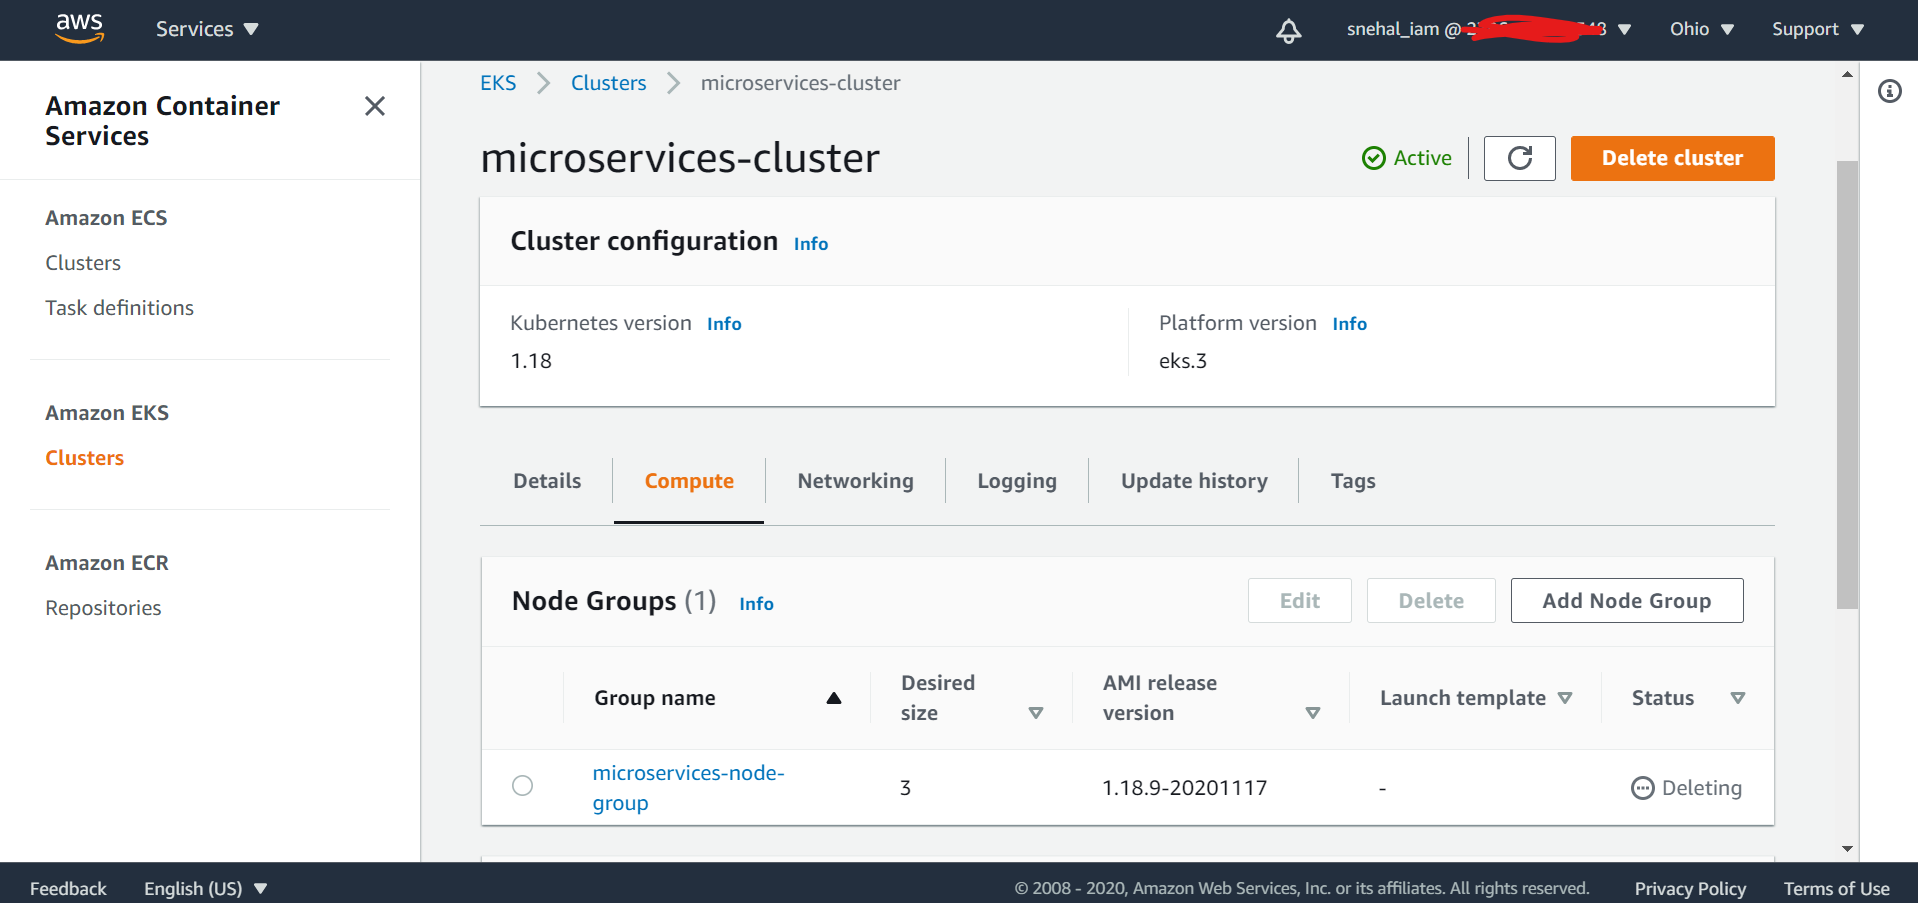 aws
Services
snehal_iam @
Ohio
Support
Amazon Container
Services
Amazon ECS
Clusters
Task definitions
Amazon EKS
Clusters
Amazon ECR
Repositories
EKS
Clusters
microservices-cluster
microservices-cluster
Active
Delete cluster
Cluster configuration Info
Kubernetes version Info
1.18
Platform version Info
eks.3
Details
Compute
Networking
Logging
Update history
Tags
Node Groups (1) Info
Edit
Delete
Add Node Group
Group name
Desired
size
AMI release
version
Launch template
Status
microservices-node-
group
3
1.18.9-20201117
-
Deleting
Feedback
English (US)
© 2008 - 2020, Amazon Web Services, Inc. or its affiliates. All rights reserved.
Privacy Policy
Terms of Use